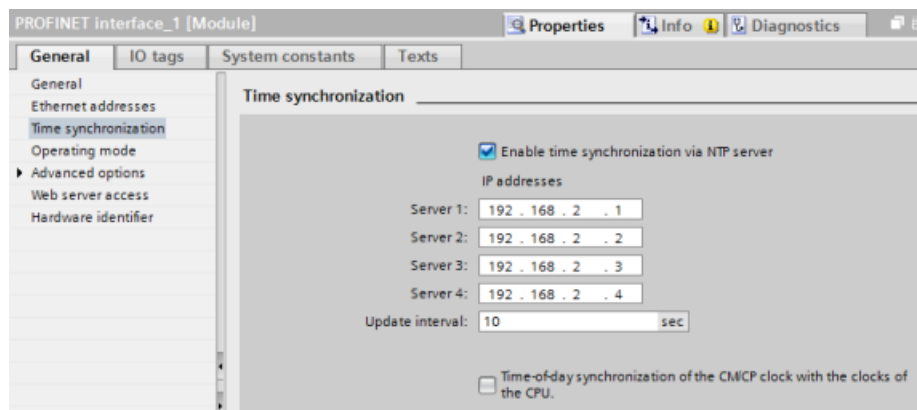 PROFINET interface_1 [Module]
Properties
Info
Diagnostics
General
IO tags
System constants
Texts
General
Ethernet addresses
Time synchronization
Operating mode
Advanced options
Web server access
Hardware identifier
Time synchronization
Enable time synchronization via NTP server
IP addresses
Server 1: 192 . 168 . 2 . 1
Server 2: 192 . 168 . 2 . 2
Server 3: 192 . 168 . 2 . 3
Server 4: 192 . 168 . 2 . 4
Update interval: 10 sec
Time-of-day synchronization of the CM/CP clock with the clocks of
the CPU.